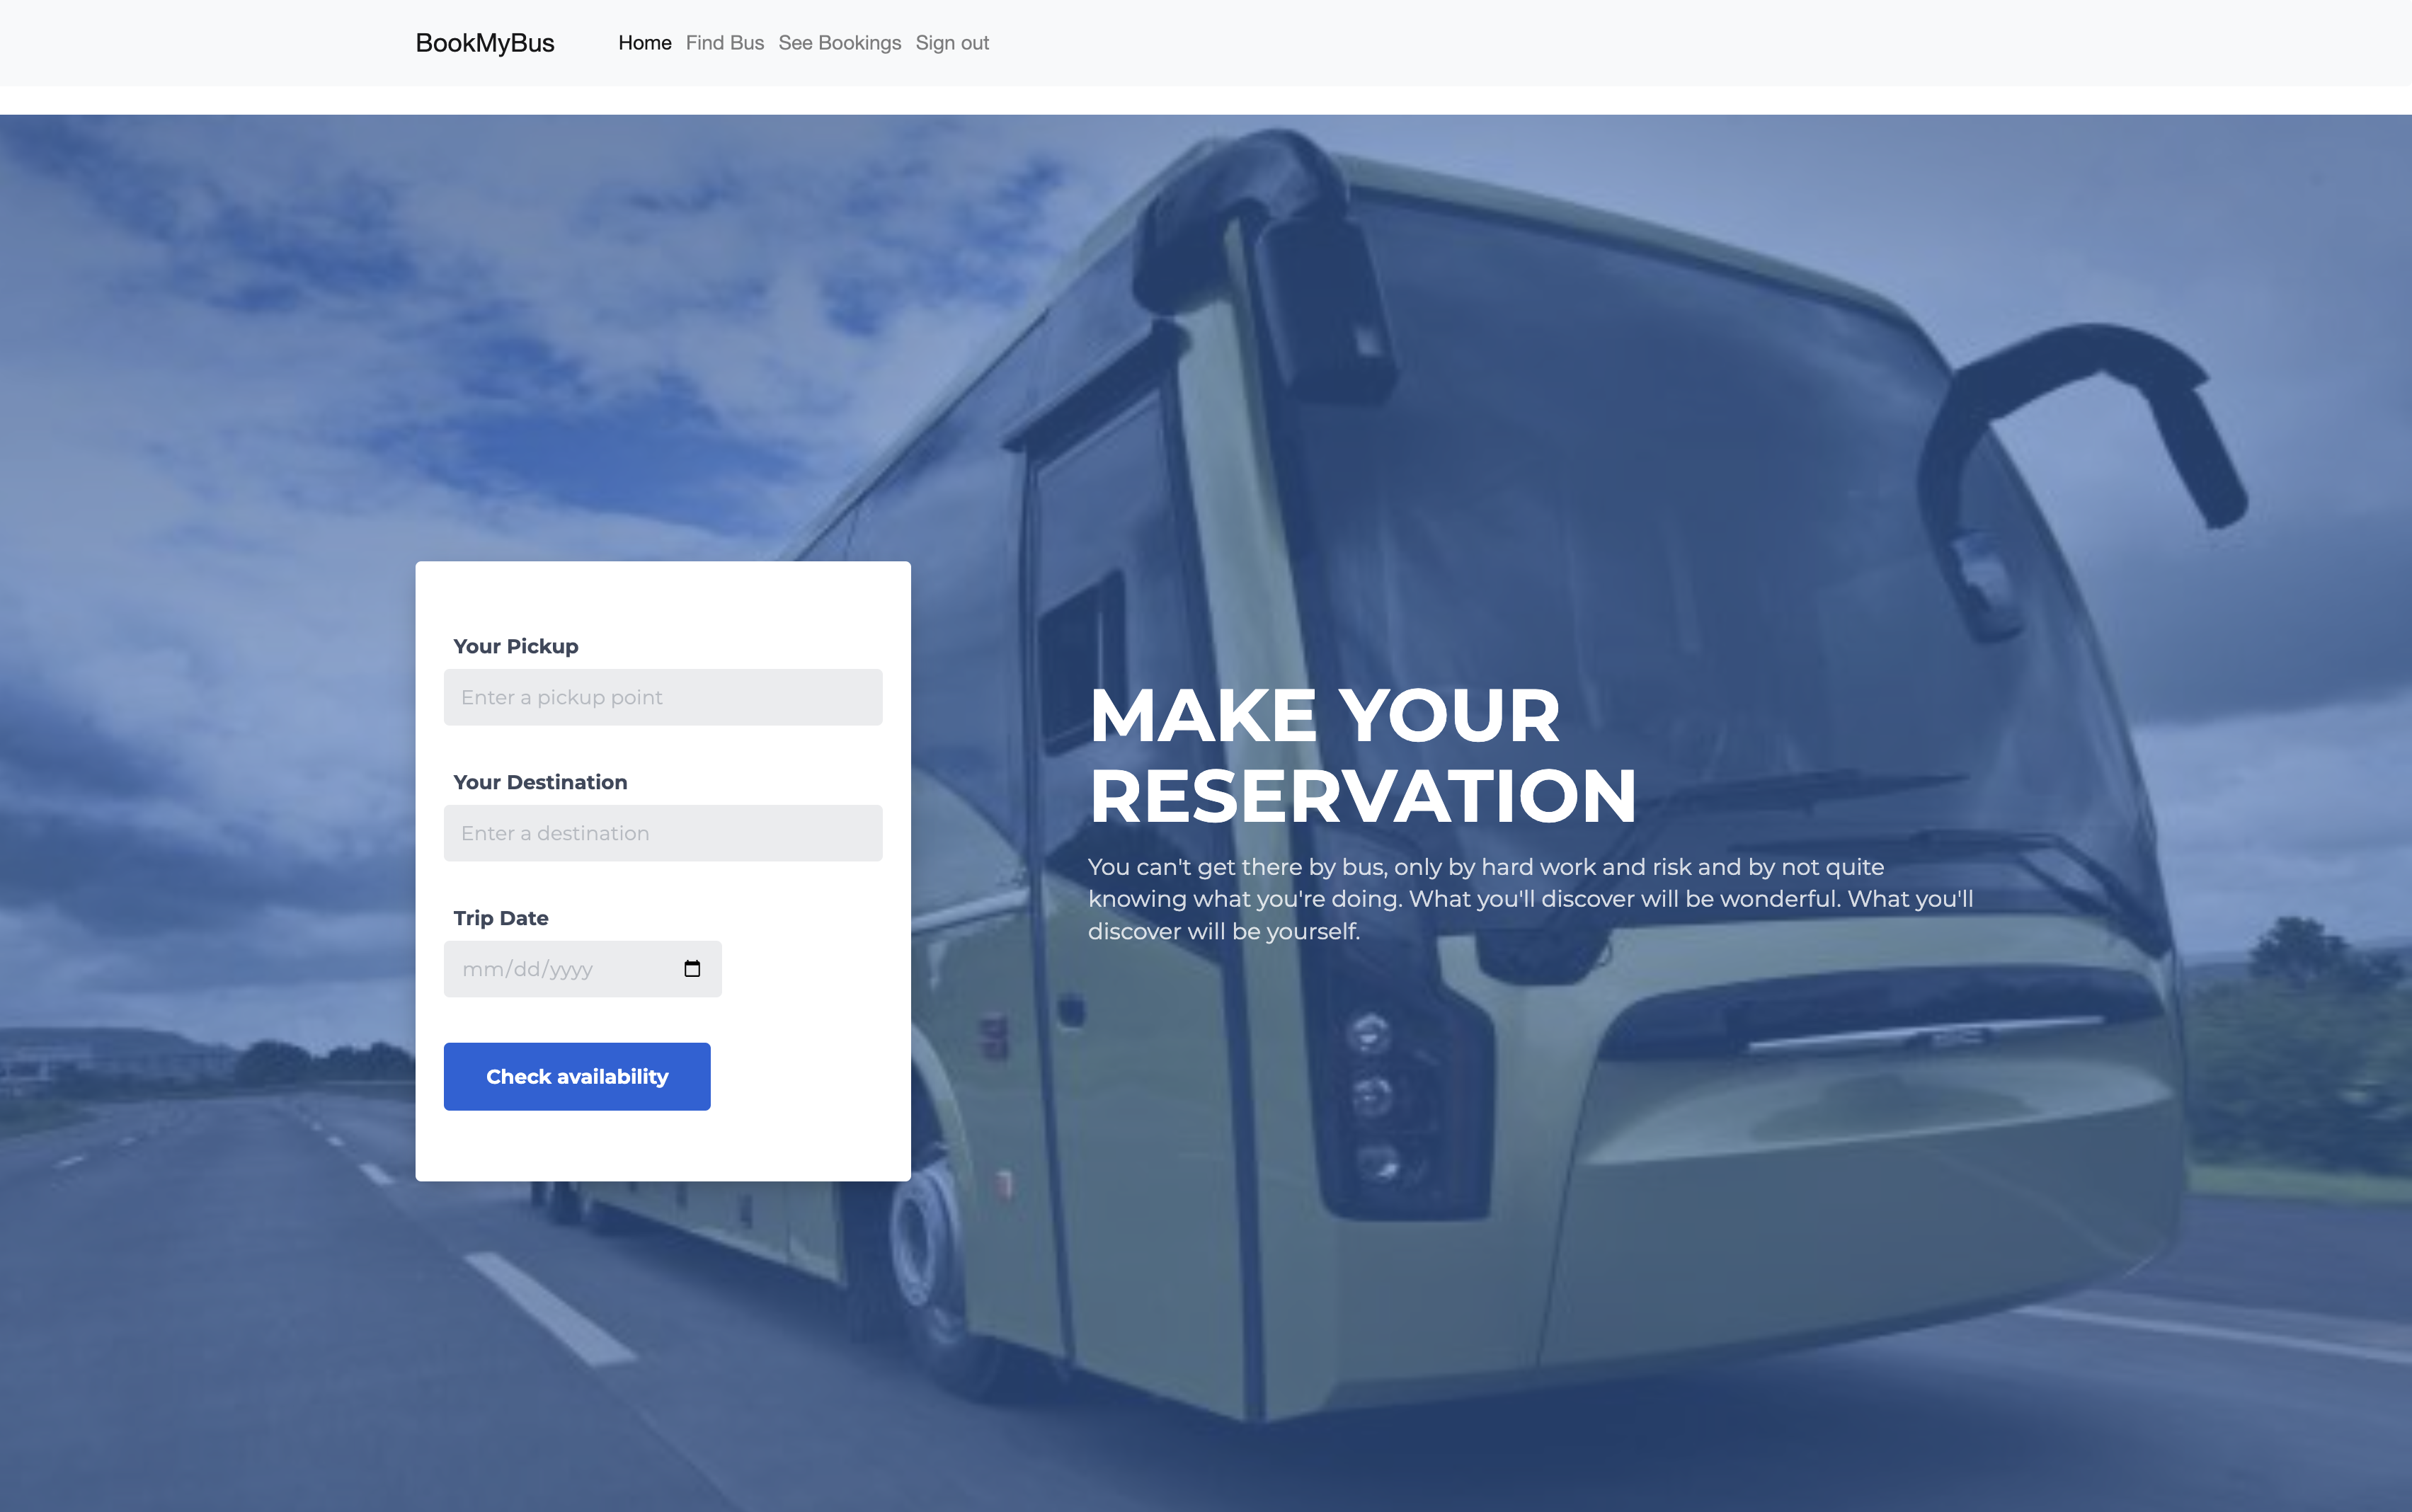 BookMyBus
Home Find Bus See Bookings Sign out
Your Pickup
Enter a pickup point
Your Destination
Enter a destination
Trip Date
mm/dd/yyyy
Check availability
MAKE YOUR
RESERVATION
You can't get there by bus, only by hard work and risk and by not quite
knowing what you're doing. What you'll discover will be wonderful. What you'll
discover will be yourself.